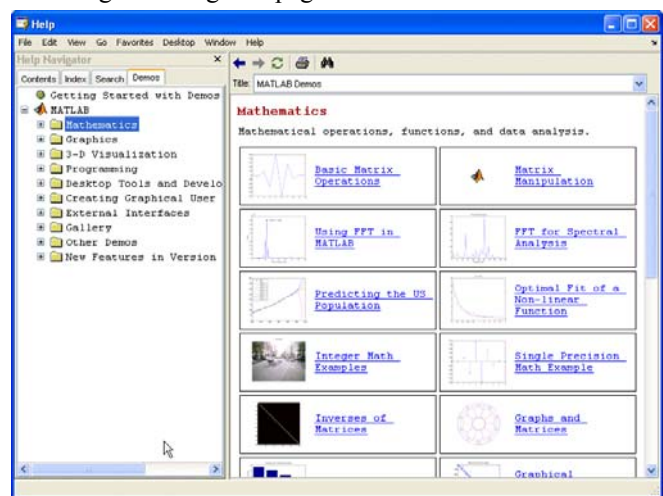 Help
File Edit View Go Favorites Desktop Window Help
Help Navigator
Contents Index Search Demos
Getting Started with Demos
MATLAB
Mathematics
Graphics
3-D Visualization
Programming
Desktop Tools and Develo
Creating Graphical User
External Interfaces
Gallery
Other Demos
New Features in Version
Title: MATLAB Demos
Mathematics
Mathematical operations, functions, and data analysis.
Basic Matrix
Operations
Matrix
Manipulation
Using FFT in
MATLAB
FFT for Spectral
Analysis
Predicting the US
Population
Optimal Fit of a
Non-linear
Function
Integer Math
Examples
Single Precision
Math Example
Inverses of
Matrices
Graphs and
Matrices
Graphical